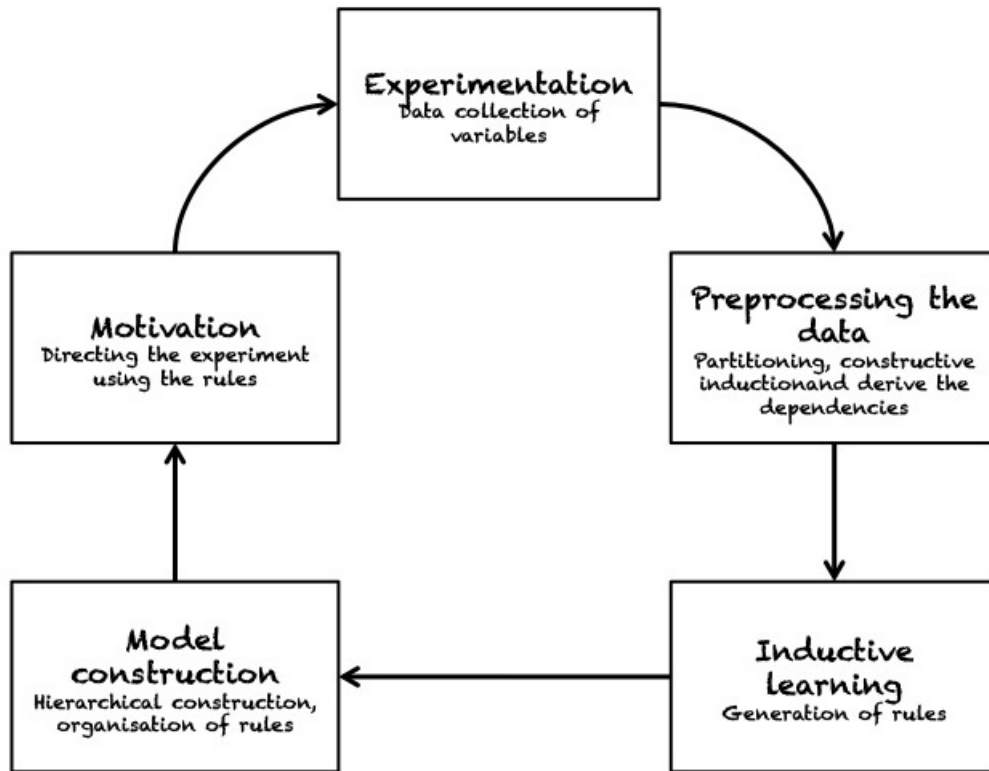 Experimentation
Data collection of
variables
Motivation
Directing the experiment
using the rules
Preprocessing the
data
Partitioning, constructive
inductionand derive the
dependencies
Model
construction
Hierarchical construction,
organisation of rules
Inductive
learning
Generation of rules